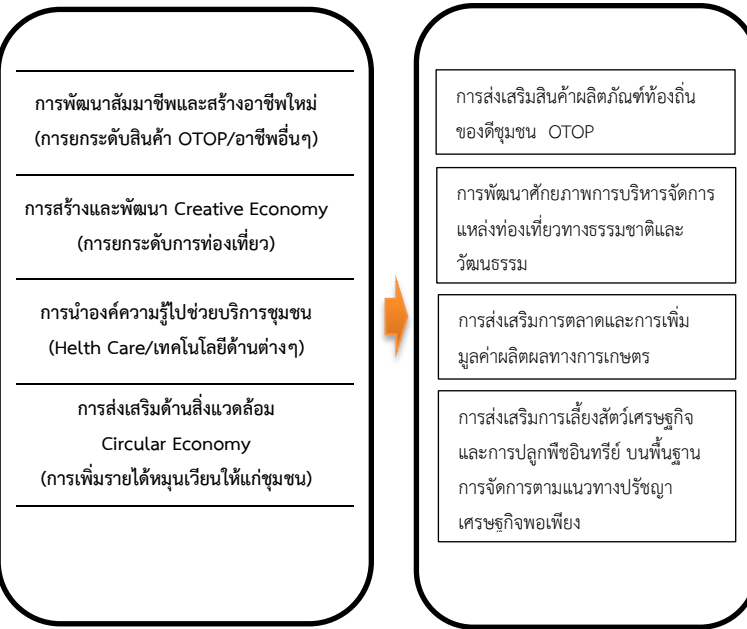 การพัฒนาสัมมาชีพและสร้างอาชีพใหม่
(การยกระดับสินค้า OTOP/อาชีพอื่นๆ)
การสร้างและพัฒนา Creative Economy
(การยกระดับการท่องเที่ยว)
การนำองค์ความรู้ไปช่วยบริการชุมชน
(Helth Care/เทคโนโลยีด้านต่างๆ)
การส่งเสริมด้านสิ่งแวดล้อม
Circular Economy
(การเพิ่มรายได้หมุนเวียนให้แก่ชุมชน)
การส่งเสริมสินค้าผลิตภัณฑ์ท้องถิ่น
ของดีชุมชน OTOP
การพัฒนาศักยภาพการบริหารจัดการ
แหล่งท่องเที่ยวทางธรรมชาติและ
วัฒนธรรม
การส่งเสริมการตลาดและการเพิ่ม
มูลค่าผลิตผลทางการเกษตร
การส่งเสริมการเลี้ยงสัตว์เศรษฐกิจ
และการปลูกพืชอินทรีย์ บนพื้นฐาน
การจัดการตามแนวทางปรัชญา
เศรษฐกิจพอเพียง